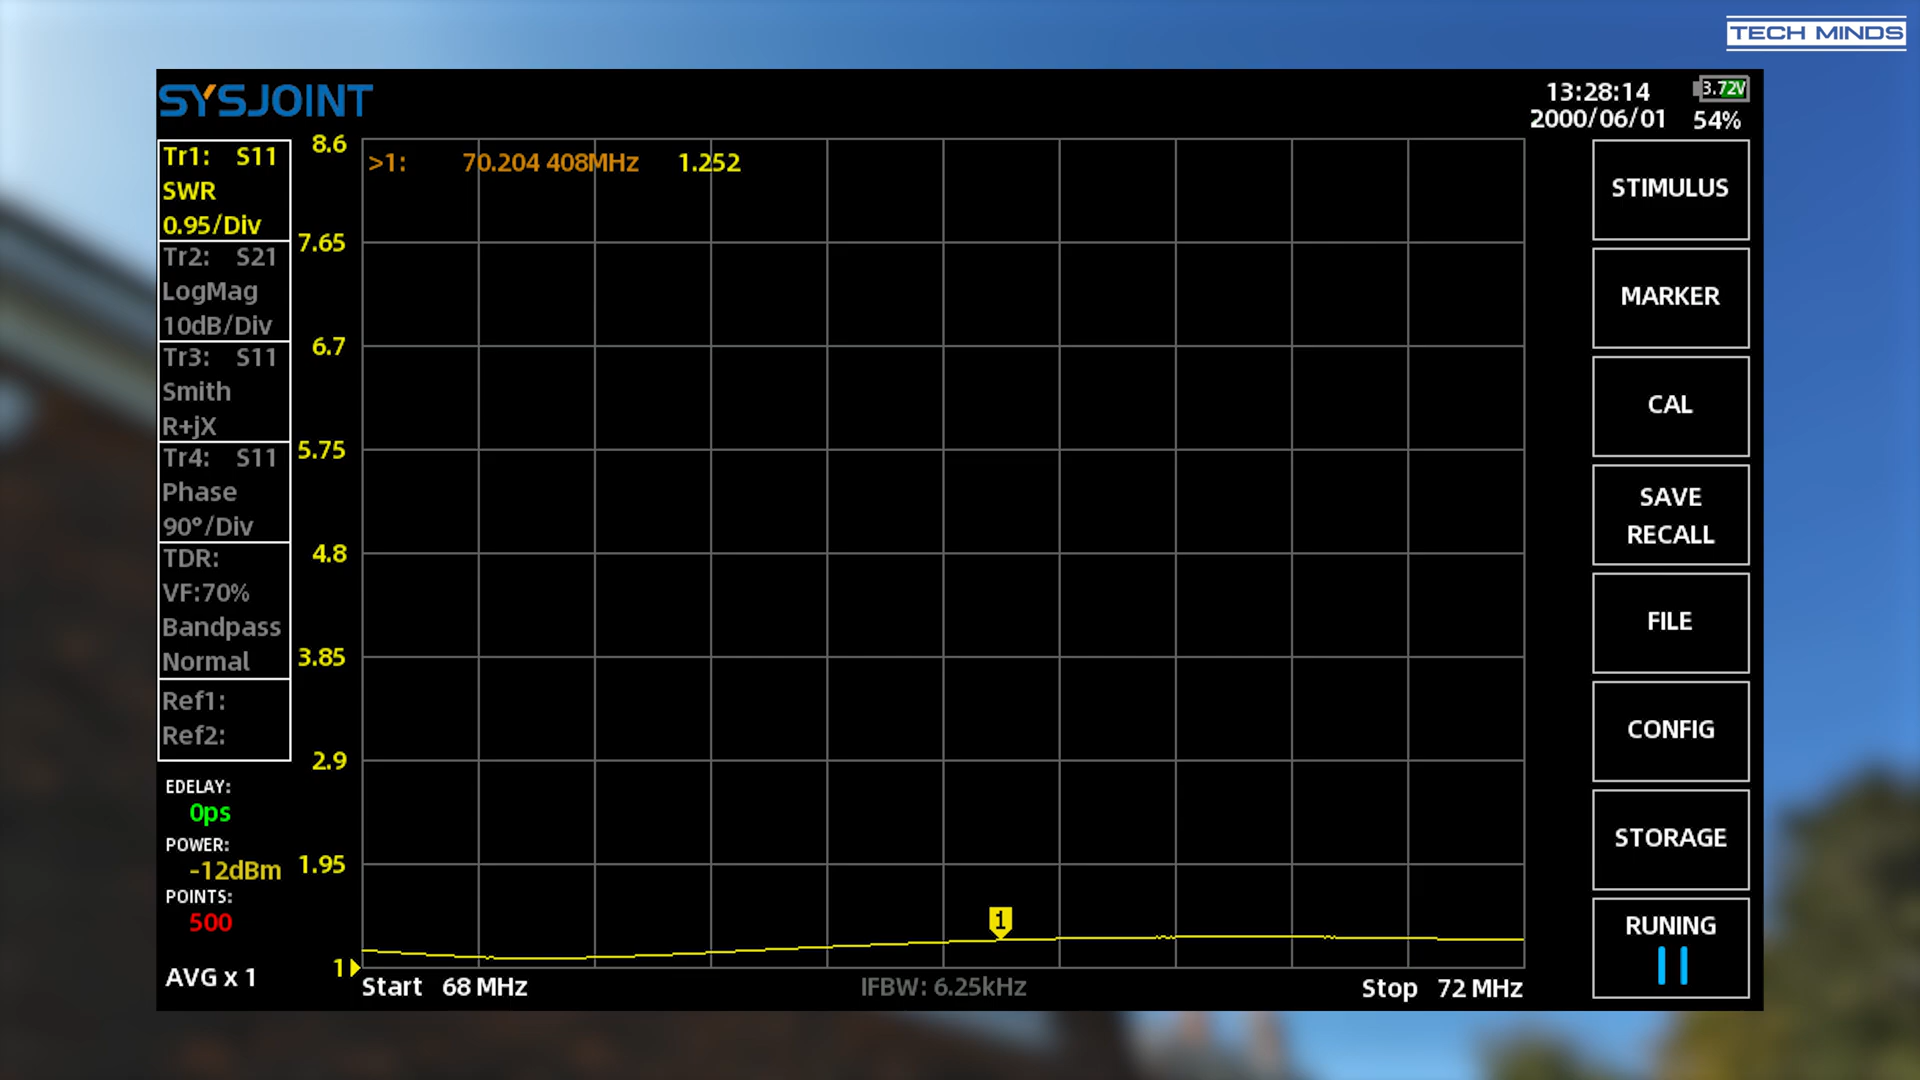 TECH MINDS
SYSJOINT
13:28:14
3.72V
2000/06/01 54%
Tr1: S11
SWR
0.95/Div
Tr2: S21
LogMag
10dB/Div
Tr3: S11
Smith
R+jX
Tr4: S11
Phase
90°/Div
TDR:
VF:70%
Bandpass
Normal
Ref1:
Ref2:
EDELAY:
0ps
POWER:
-12dBm
POINTS:
500
AVG x 1
8.6
7.65
6.7
5.75
4.8
3.85
2.9
1.95
1
>1: 70.204 408MHz 1.252
1
Start 68 MHz IFBW: 6.25kHz Stop 72 MHz
STIMULUS
MARKER
CAL
SAVE
RECALL
FILE
CONFIG
STORAGE
RUNING